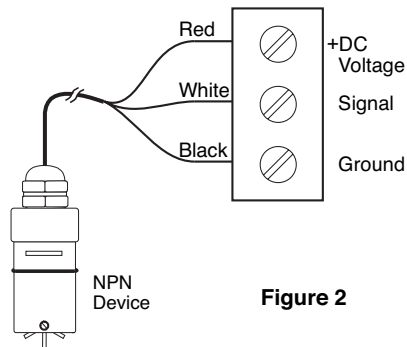 Red
+DC
Voltage
White
Signal
Black
Ground
NPN
Device
Figure 2